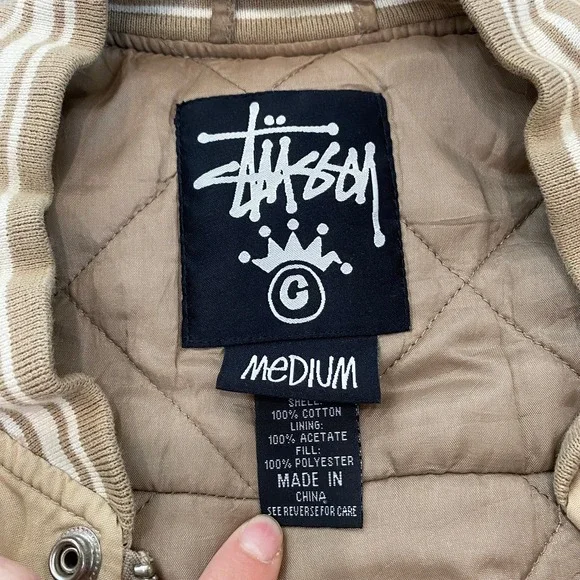 Stüssy
C
MEDIUM
SHELL:
100% COTTON
LINING:
100% ACETATE
FILL:
100% POLYESTER
MADE IN
CHINA
SEE REVERSE FOR CARE